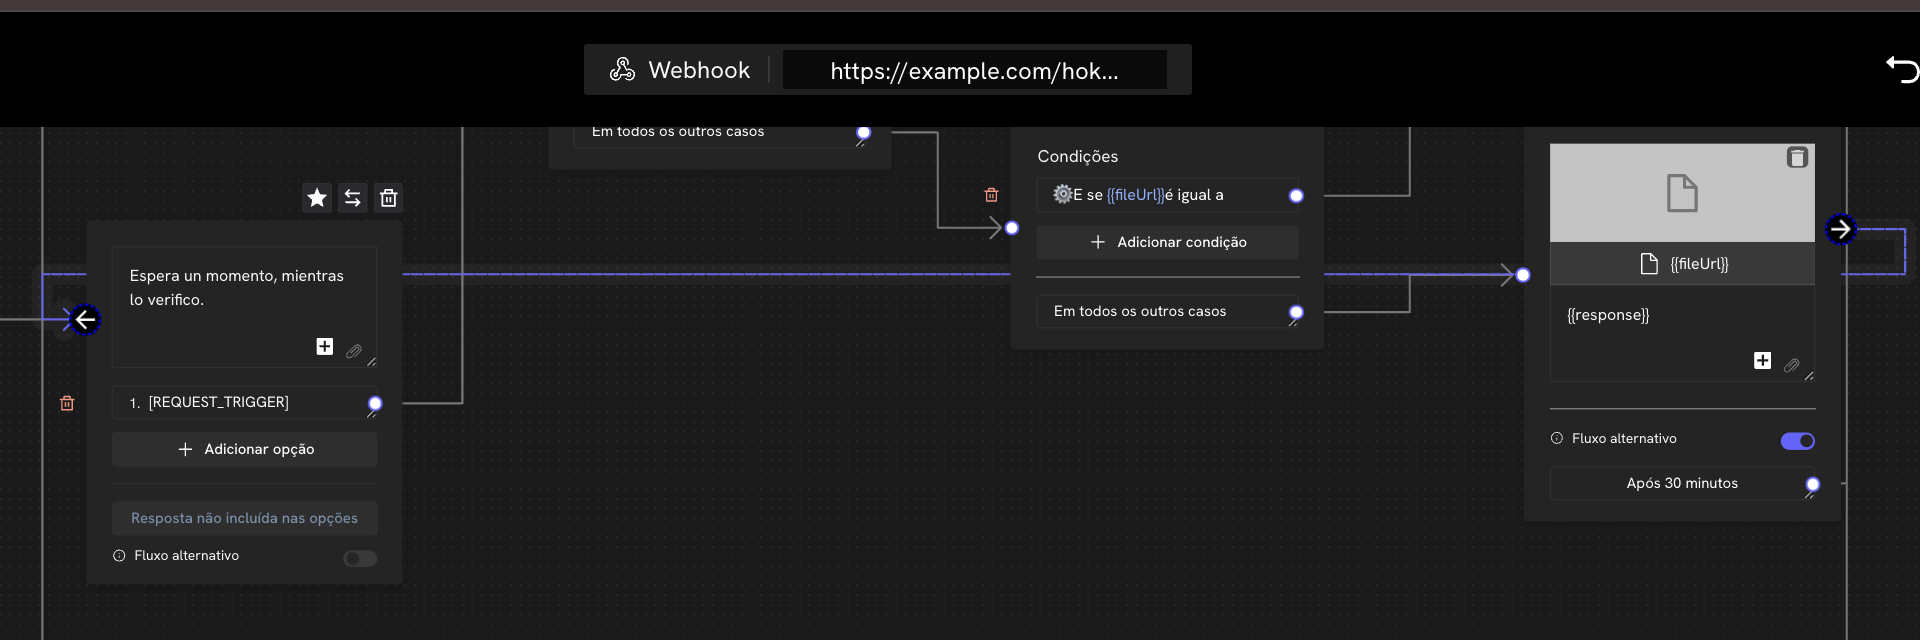 Webhook
https://example.com/hok...
Em todos os outros casos
Condições
E se {{fileUrl}}é igual a
Adicionar condição
Em todos os outros casos
Espera un momento, mientras
lo verifico.
1. [REQUEST_TRIGGER]
Adicionar opção
Resposta não incluída nas opções
Fluxo alternativo
{{fileUrl}}
{{response}}
Fluxo alternativo
Após 30 minutos